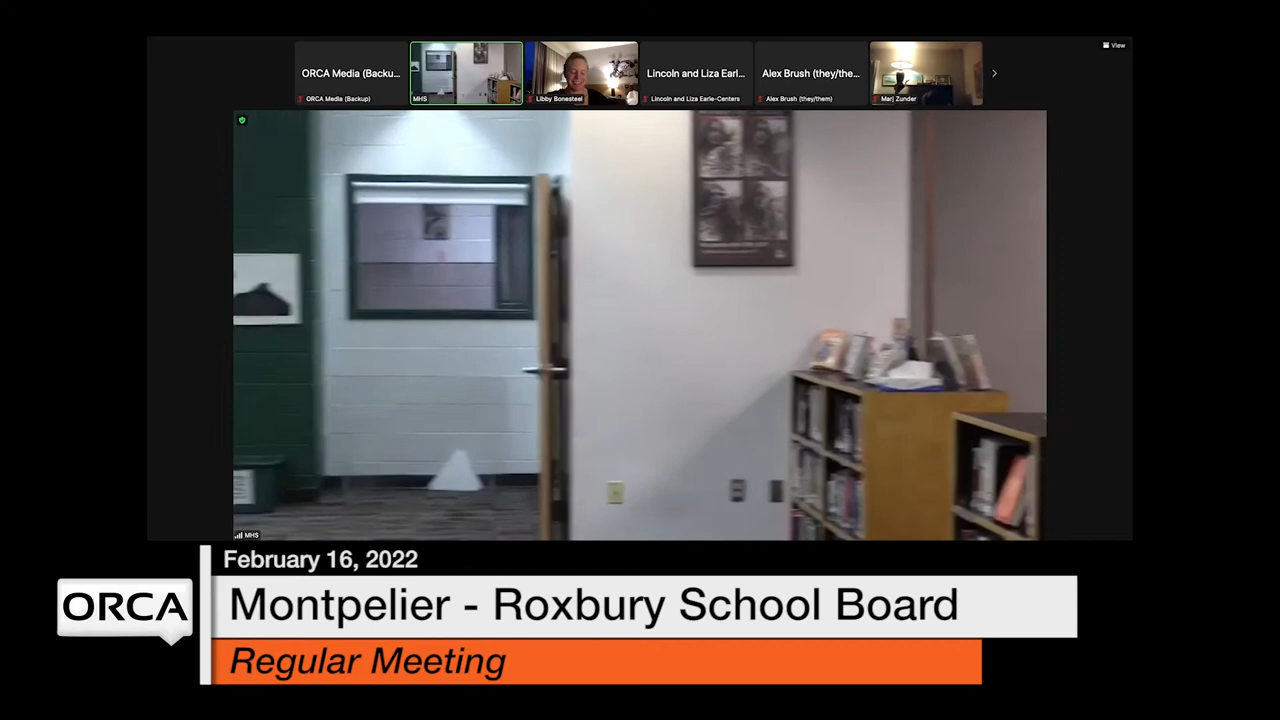 View
ORCA Media (Backu...
Lincoln and Liza Earl...
Alex Brush (they/the...
ORCA Media (Backup)
MHS
Libby Bonesteel
Lincoln and Liza Earle-Centers
Alex Brush (they/them)
Marj Zunder
MHS
February 16, 2022
ORCA
Montpelier - Roxbury School Board
Regular Meeting